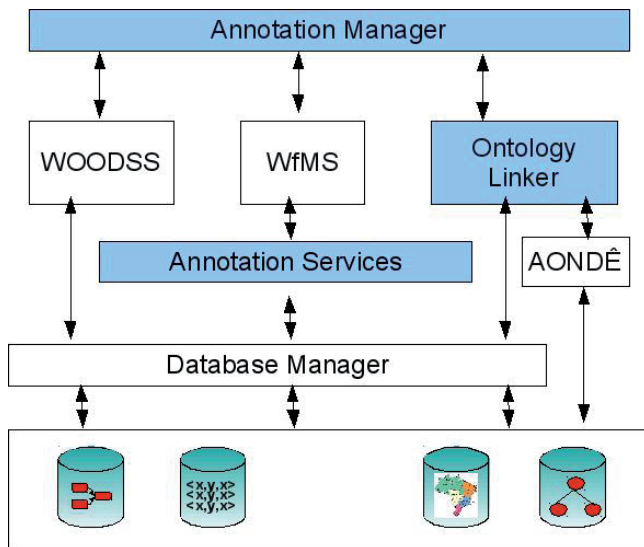 Annotation Manager
WOODSS
WfMS
Ontology
Linker
Annotation Services
AONDÊ
Database Manager
<x,y,x>
<x,y,x>
<x,y,x>